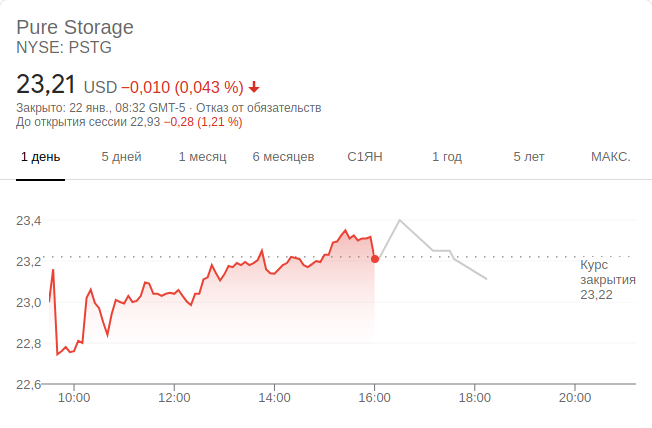 Pure Storage
NYSE: PSTG
23,21 USD −0,010 (0,043 %)
Закрыто: 22 янв., 08:32 GMT-5 · Отказ от обязательств
До открытия сессии 22,93 −0,28 (1,21 %)
1 день 5 дней 1 месяц 6 месяцев С1ЯН 1 год 5 лет МАКС.
23,4
23,2
23,0
22,8
22,6
Курс
закрытия
23,22
10:00 12:00 14:00 16:00 18:00 20:00